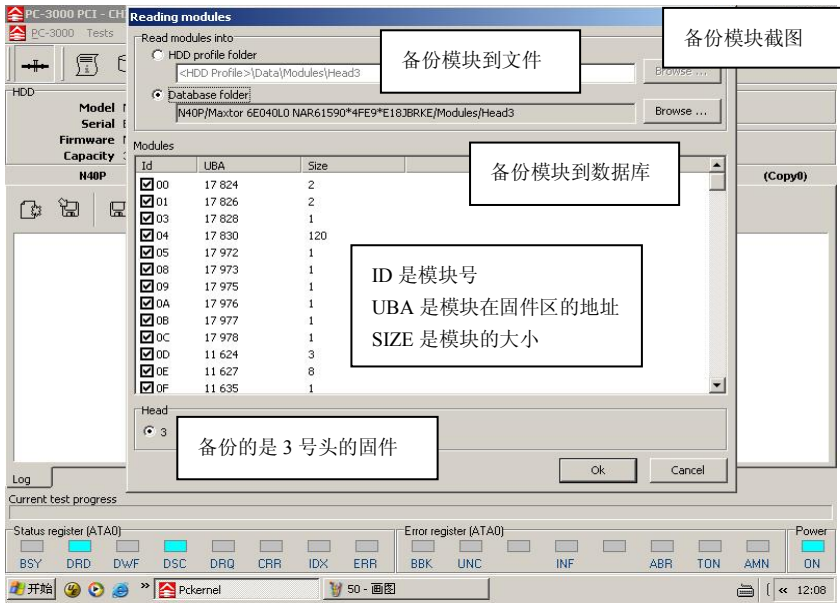 PC-3000 PCI - CH
Reading modules
备份模块截图
PC-3000 Tests
Read modules into
HDD profile folder
备份模块到文件
<HDD Profile>\Data\Modules\Head3
Browse ...
Database folder
N40P/Maxtor 6E040L0 NAR61590*4FE9*E18JBRKE/Modules/Head3
Browse ...
HDD
Model
Serial
Firmware
Capacity
N40P
(Copy0)
Modules
备份模块到数据库
Id UBA Size
00 17 824 2
01 17 826 2
03 17 828 1
04 17 830 120
05 17 972 1
08 17 973 1
09 17 975 1
0A 17 976 1
0B 17 977 1
0C 17 978 1
0D 11 624 3
0E 11 627 8
0F 11 635 1
ID 是模块号
UBA 是模块在固件区的地址
SIZE 是模块的大小
Head
3
备份的是 3 号头的固件
Ok Cancel
Log
Current test progress
Status register (ATA0) Error register (ATA0) Power
BSY DRD DWF DSC DRQ CRR IDX ERR BBK UNC INF ABR TON AMN ON
开始 » Pckernel 50 - 画图 « 12:08